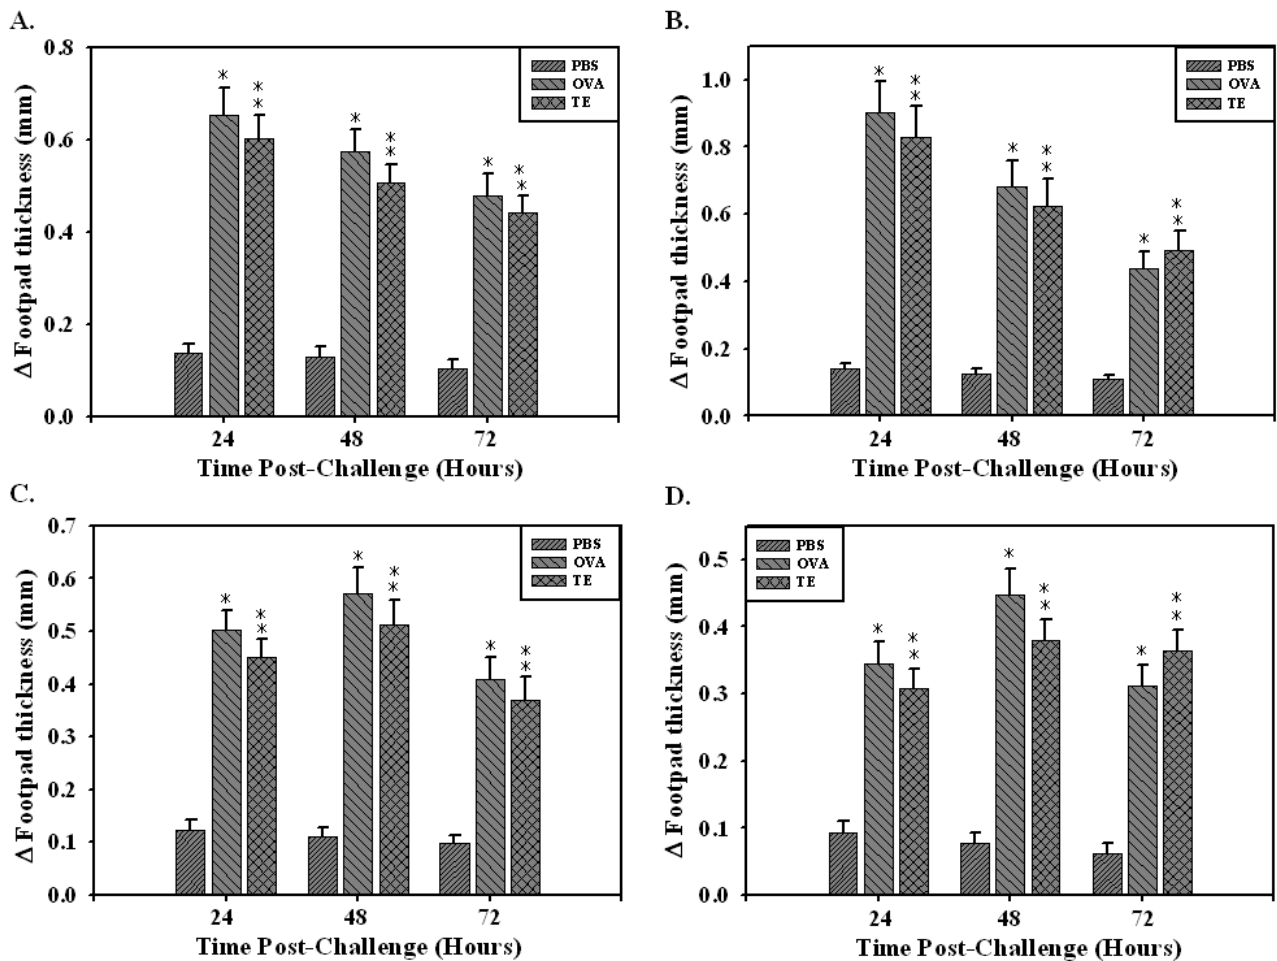 A.
Δ Footpad thickness (mm)
0.8
0.6
0.4
0.2
0.0
PBS
OVA
TE
* ** * ** * **
24 48 72
Time Post-Challenge (Hours)
B.
Δ Footpad thickness (mm)
1.0
0.8
0.6
0.4
0.2
0.0
PBS
OVA
TE
* ** * ** * **
24 48 72
Time Post-Challenge (Hours)
C.
Δ Footpad thickness (mm)
0.7
0.6
0.5
0.4
0.3
0.2
0.1
0.0
PBS
OVA
TE
* ** * ** * **
24 48 72
Time Post-Challenge (Hours)
D.
Δ Footpad thickness (mm)
0.5
0.4
0.3
0.2
0.1
0.0
PBS
OVA
TE
* ** * ** * **
24 48 72
Time Post-Challenge (Hours)